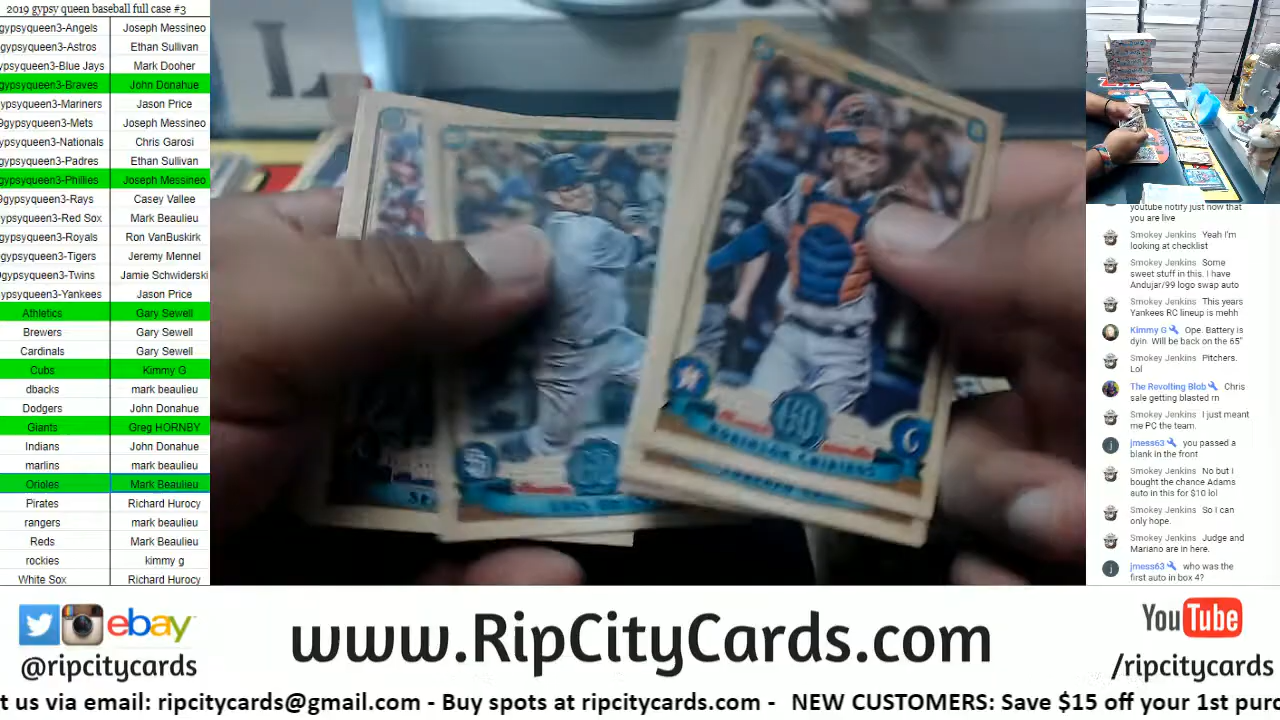 2019 gypsy queen baseball full case #3
gypsyqueen3-Angels Joseph Messineo
gypsyqueen3-Astros Ethan Sullivan
gypsyqueen3-Blue Jays Mark Dooher
gypsyqueen3-Braves John Donahue
gypsyqueen3-Mariners Jason Price
9gypsyqueen3-Mets Joseph Messineo
gypsyqueen3-Nationals Chris Garosi
gypsyqueen3-Padres Ethan Sullivan
gypsyqueen3-Phillies Joseph Messineo
9gypsyqueen3-Rays Casey Vallee
gypsyqueen3-Red Sox Mark Beaulieu
gypsyqueen3-Royals Ron VanBuskirk
gypsyqueen3-Tigers Jeremy Mennel
gypsyqueen3-Twins Jamie Schwiderski
ypsyqueen3-Yankees Jason Price
Athletics Gary Sewell
Brewers Gary Sewell
Cardinals Gary Sewell
Cubs Kimmy G
dbacks mark beaulieu
Dodgers John Donahue
Giants Greg HORNBY
Indians John Donahue
marlins mark beaulieu
Orioles Mark Beaulieu
Pirates Richard Hurocy
rangers mark beaulieu
Reds Mark Beaulieu
rockies kimmy g
White Sox Richard Hurocy
GQ
C
youtube notify just now that
you are live
Smokey Jenkins Yeah I'm
looking at checklist
Smokey Jenkins Some
sweet stuff in this. I have
Andujar/99 logo swap auto
Smokey Jenkins This years
Yankees RC lineup is mehh
Kimmy G Ope. Battery is
dyin. Will be back on the 65"
Smokey Jenkins Pitchers.
Lol
The Revolting Blob Chris
sale getting blasted rn
Smokey Jenkins I just meant
me PC the team.
jmess63 you passed a
blank in the front
Smokey Jenkins No but I
bought the chance Adams
auto in this for $10 lol
Smokey Jenkins So I can
only hope.
Smokey Jenkins Judge and
Mariano are in here.
jmess63 who was the
first auto in box 4?
ebay
@ripcitycards
www.RipCityCards.com
YouTube
/ripcitycards
t us via email: ripcitycards@gmail.com - Buy spots at ripcitycards.com - NEW CUSTOMERS: Save $15 off your 1st purc